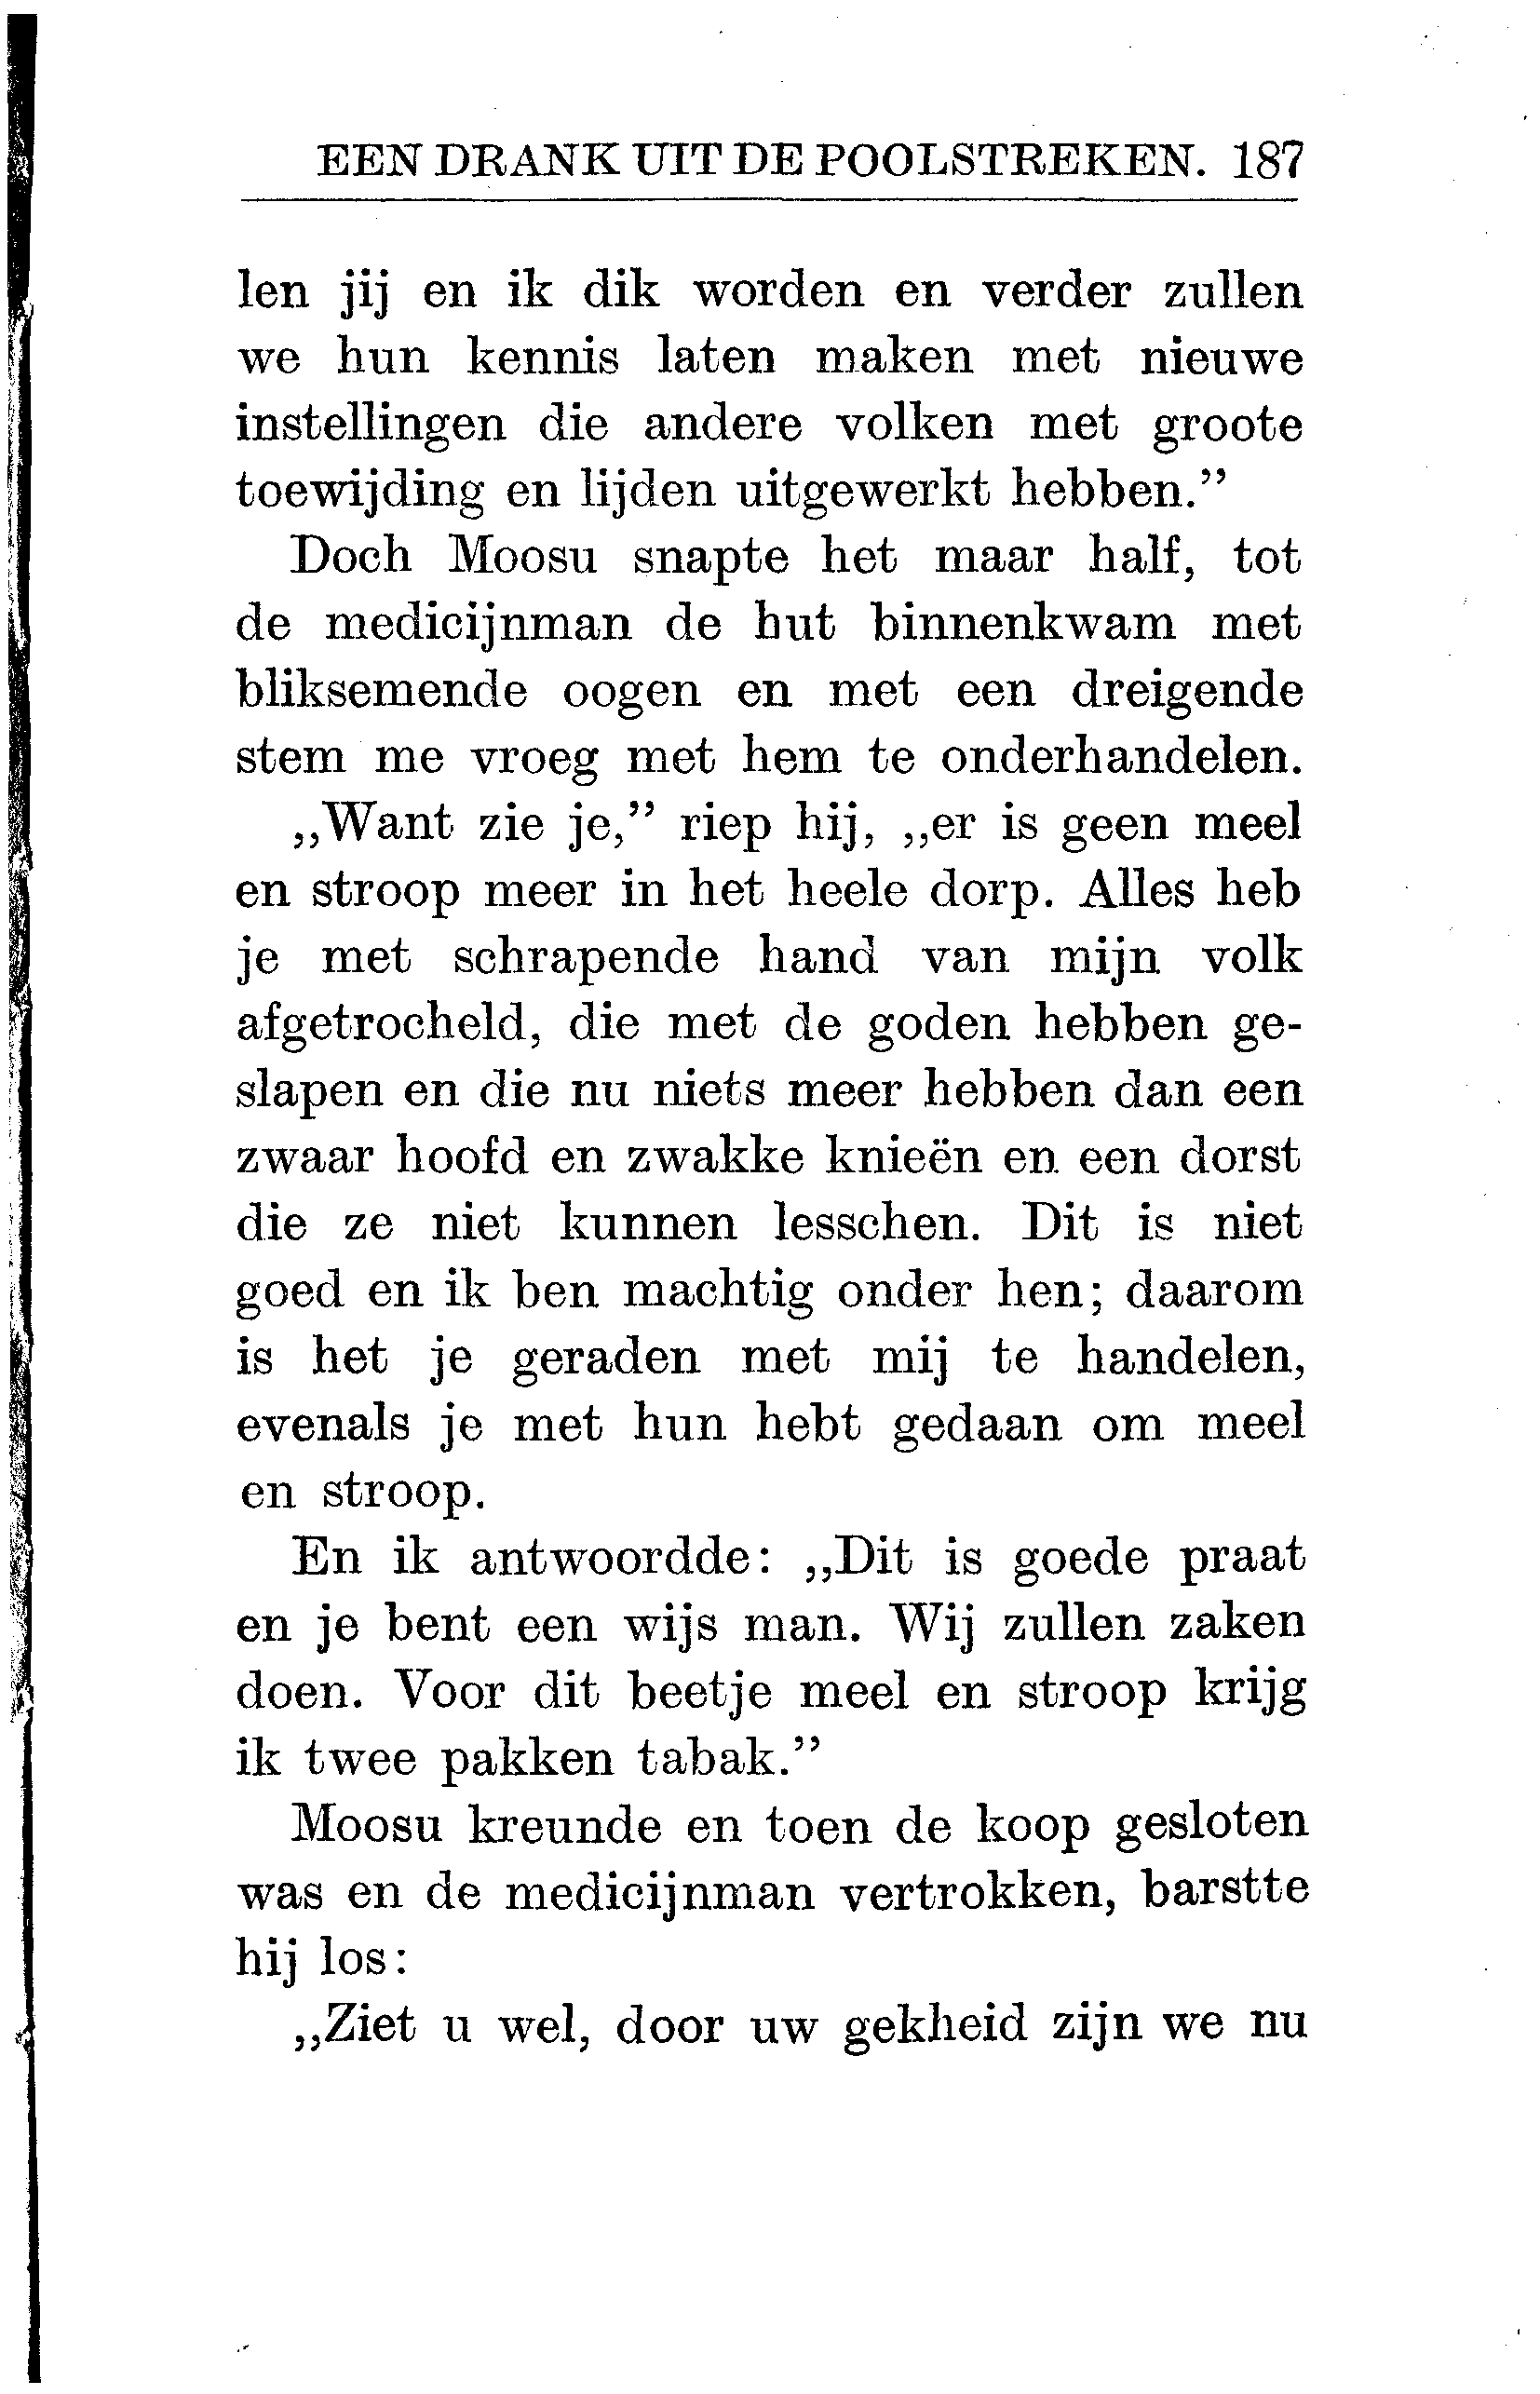 EEN DRANK UIT DE POOLSTREKEN. 187
len jij en ik dik worden en verder zullen
we hun kennis laten maken met nieuwe
instellingen die andere volken met groote
toewijding en lijden uitgewerkt hebben.”
Doch Moosu snapte het maar half, tot
de medicijnman de hut binnenkwam met
bliksemende oogen en met een dreigende
stem me vroeg met hem te onderhandelen.
„Want zie je,” riep hij, „er is geen meel
en stroop meer in het heele dorp. Alles heb
je met schrapende hand van mijn volk
afgetrocheld, die met de goden hebben ge-
slapen en die nu niets meer hebben dan een
zwaar hoofd en zwakke knieën en een dorst
die ze niet kunnen lesschen. Dit is niet
goed en ik ben machtig onder hen; daarom
is het je geraden met mij te handelen,
evenals je met hun hebt gedaan om meel
en stroop.
En ik antwoordde: „Dit is goede praat
en je bent een wijs man. Wij zullen zaken
doen. Voor dit beetje meel en stroop krijg
ik twee pakken tabak.”
Moosu kreunde en toen de koop gesloten
was en de medicijnman vertrokken, barstte
hij los:
„Ziet u wel, door uw gekheid zijn we nu